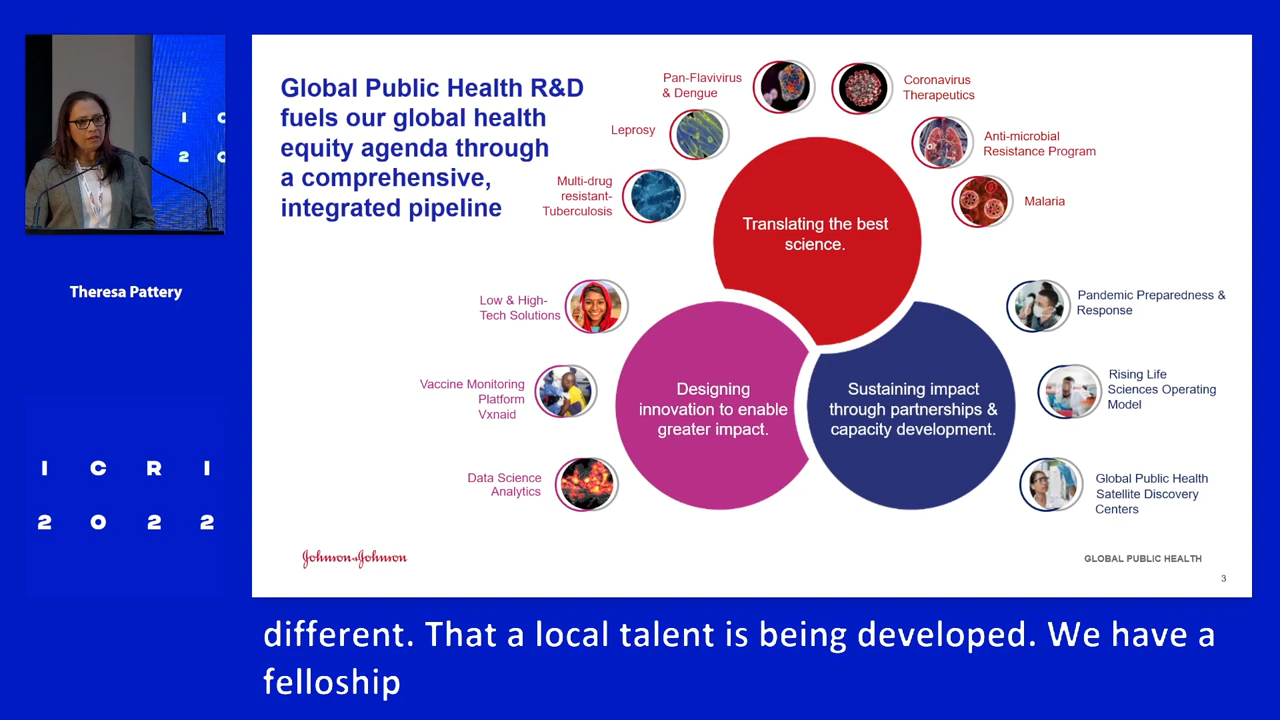 I C
2 0
Theresa Pattery
I C R I
2 0 2 2
Global Public Health R&D
fuels our global health
equity agenda through
a comprehensive,
integrated pipeline
Pan-Flavivirus
& Dengue
Leprosy
Multi-drug
resistant-
Tuberculosis
Coronavirus
Therapeutics
Anti-microbial
Resistance Program
Malaria
Translating the best
science.
Low & High-
Tech Solutions
Vaccine Monitoring
Platform
Vxnaid
Data Science
Analytics
Designing
innovation to enable
greater impact.
Sustaining impact
through partnerships &
capacity development.
Pandemic Preparedness &
Response
Rising Life
Sciences Operating
Model
Global Public Health
Satellite Discovery
Centers
Johnson & Johnson
GLOBAL PUBLIC HEALTH
3
different. That a local talent is being developed. We have a
felloship